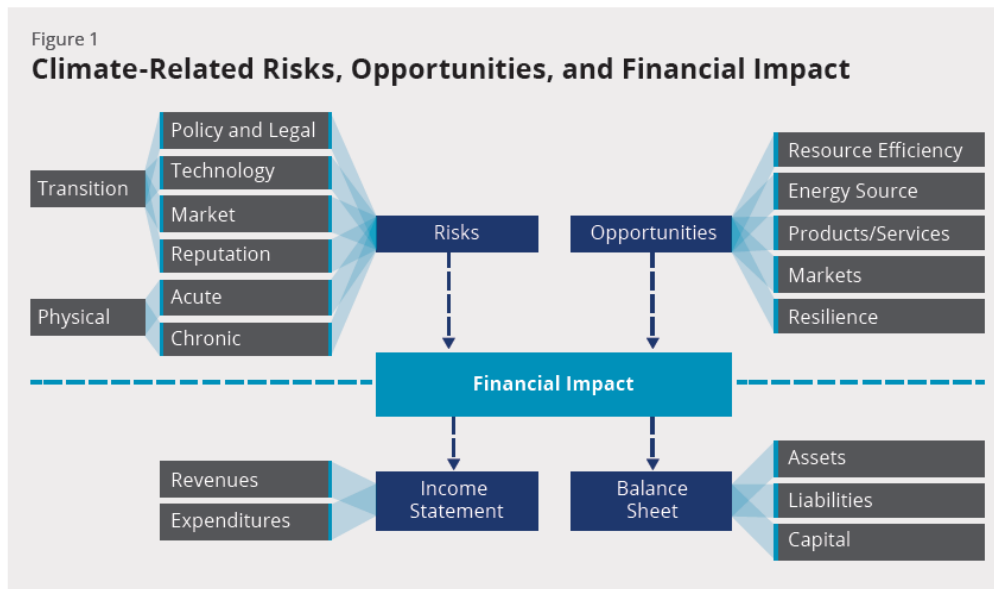 Figure 1
Climate-Related Risks, Opportunities, and Financial Impact
Transition
Physical
Policy and Legal
Technology
Market
Reputation
Acute
Chronic
Risks
Opportunities
Resource Efficiency
Energy Source
Products/Services
Markets
Resilience
Financial Impact
Revenues
Expenditures
Income
Statement
Balance
Sheet
Assets
Liabilities
Capital